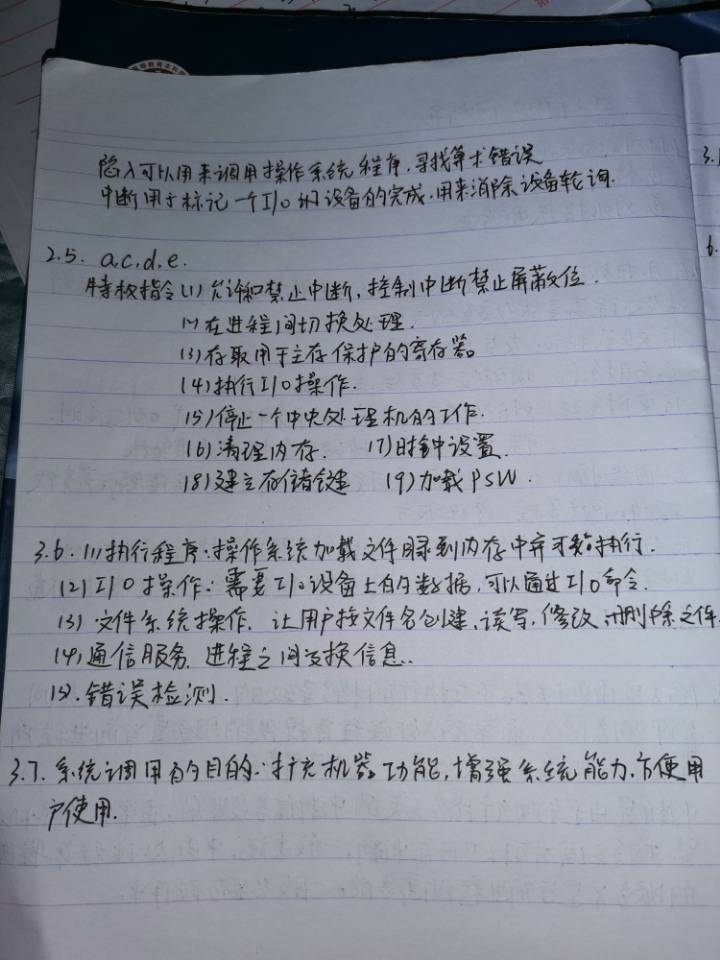 陷入可以用来调用操作系统程序,寻找算术错误
中断用于标记一个I/O的设备的完成.用来消除设备轮询.
2.5. a,c,d,e.
特权指令(1)允许和禁止中断,控制中断禁止屏蔽位.
(2)在进程间切换处理.
(3)存取用于主存保护的寄存器。
(4)执行I/O操作.
(5)停止一个中央处理机的工作.
(6)清理内存. (7)时钟设置.
(8)建立存储键 (9)加载PSW.
3.6. (1)执行程序:操作系统加载文件 到内存中并 执行.
(2)I/O操作:需要I/O设备上的数据,可以通过I/O命令.
(3)文件系统操作. 让用户按文件名创建、读写,修改,删除文件
(4)通信服务. 进程之间交换信息..
(5).错误检测.
3.7. 系统调用的目的:扩充机器功能,增强系统能力,方便用
户使用.
3.
6.